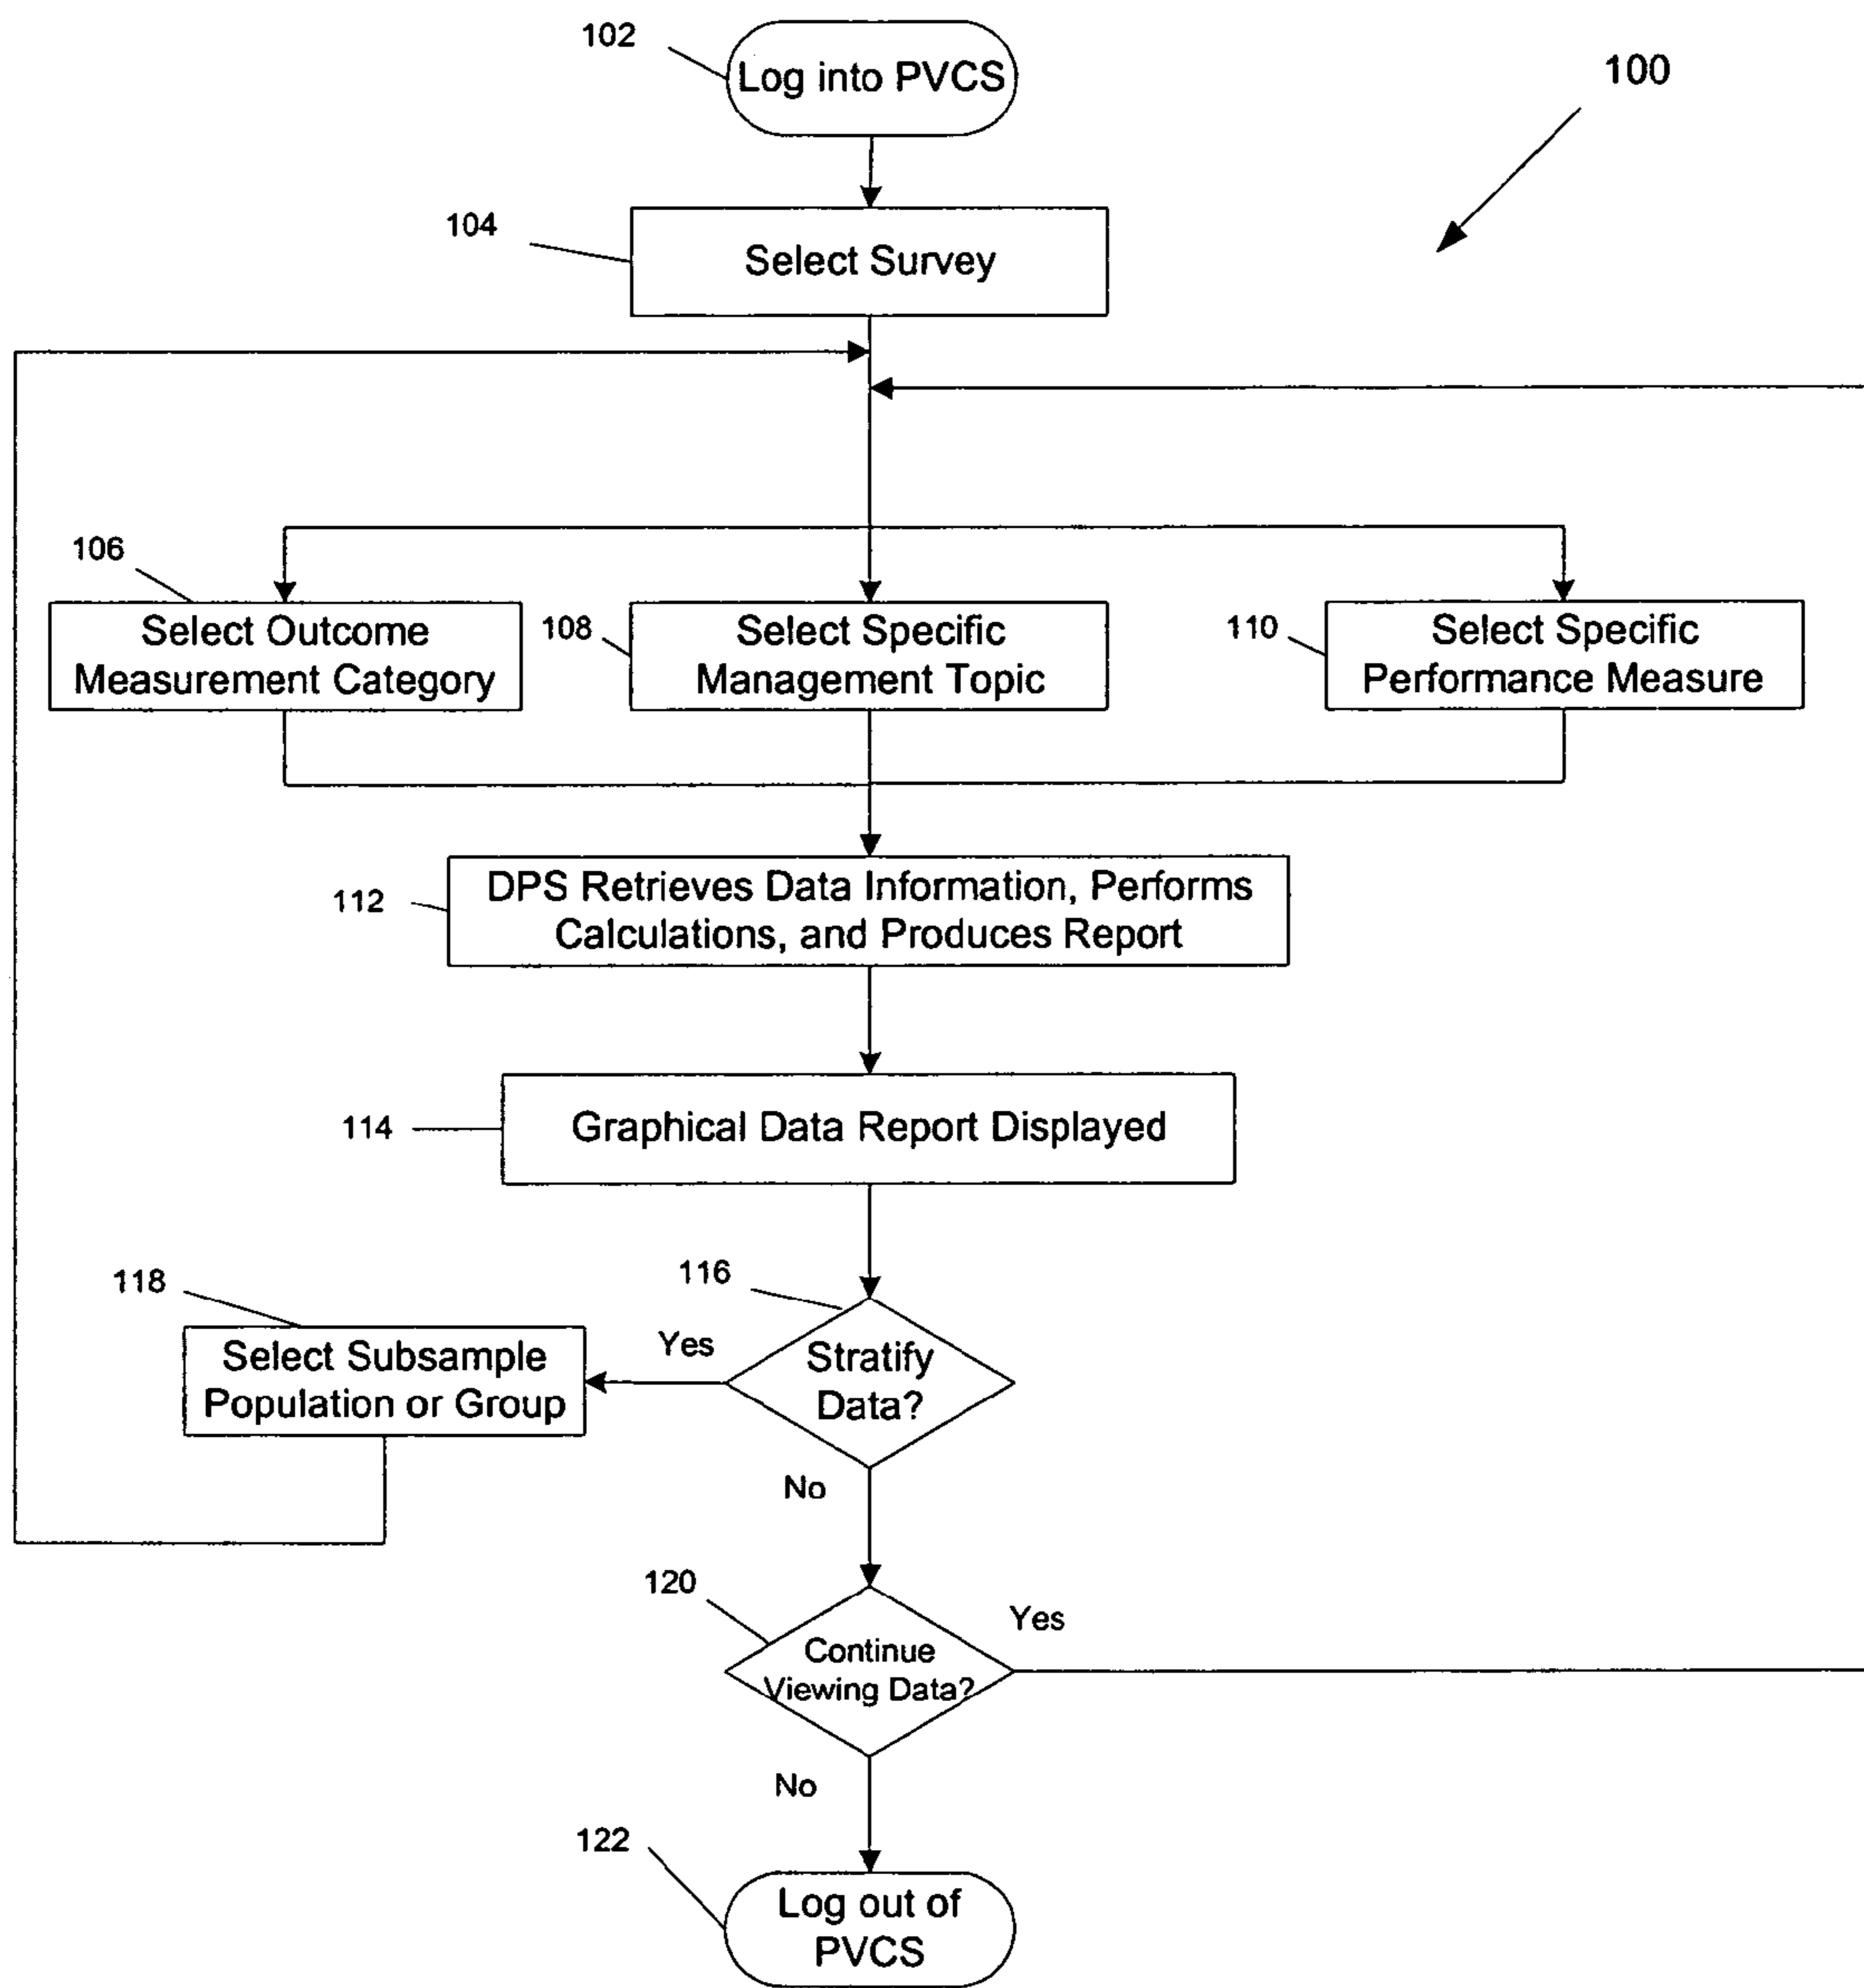 102
Log into PVCS
100
104
Select Survey
106
Select Outcome
Measurement Category
108
Select Specific
Management Topic
110
Select Specific
Performance Measure
112
DPS Retrieves Data Information, Performs
Calculations, and Produces Report
114
Graphical Data Report Displayed
116
Stratify
Data?
Yes
118
Select Subsample
Population or Group
No
120
Continue
Viewing Data?
Yes
No
122
Log out of
PVCS